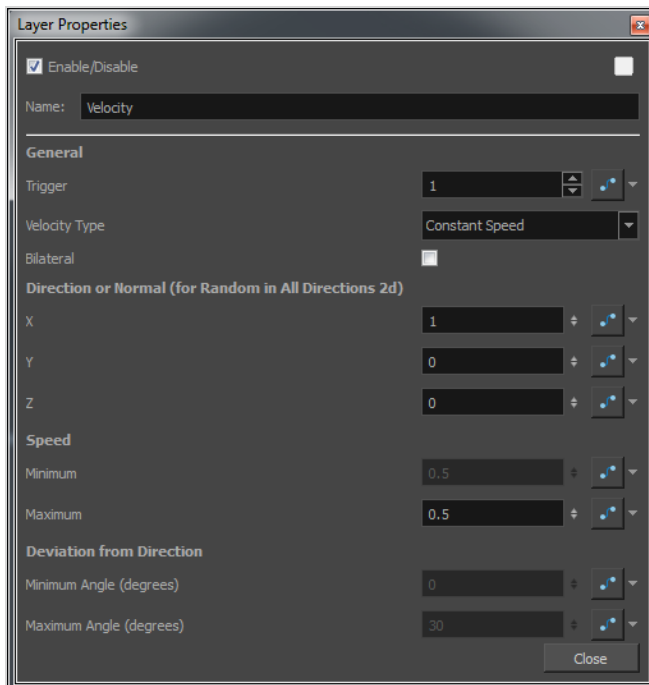 Layer Properties
Enable/Disable
Name: Velocity
General
Trigger 1
Velocity Type Constant Speed
Bilateral
Direction or Normal (for Random in All Directions 2d)
X 1
Y 0
Z 0
Speed
Minimum 0.5
Maximum 0.5
Deviation from Direction
Minimum Angle (degrees) 0
Maximum Angle (degrees) 30
Close